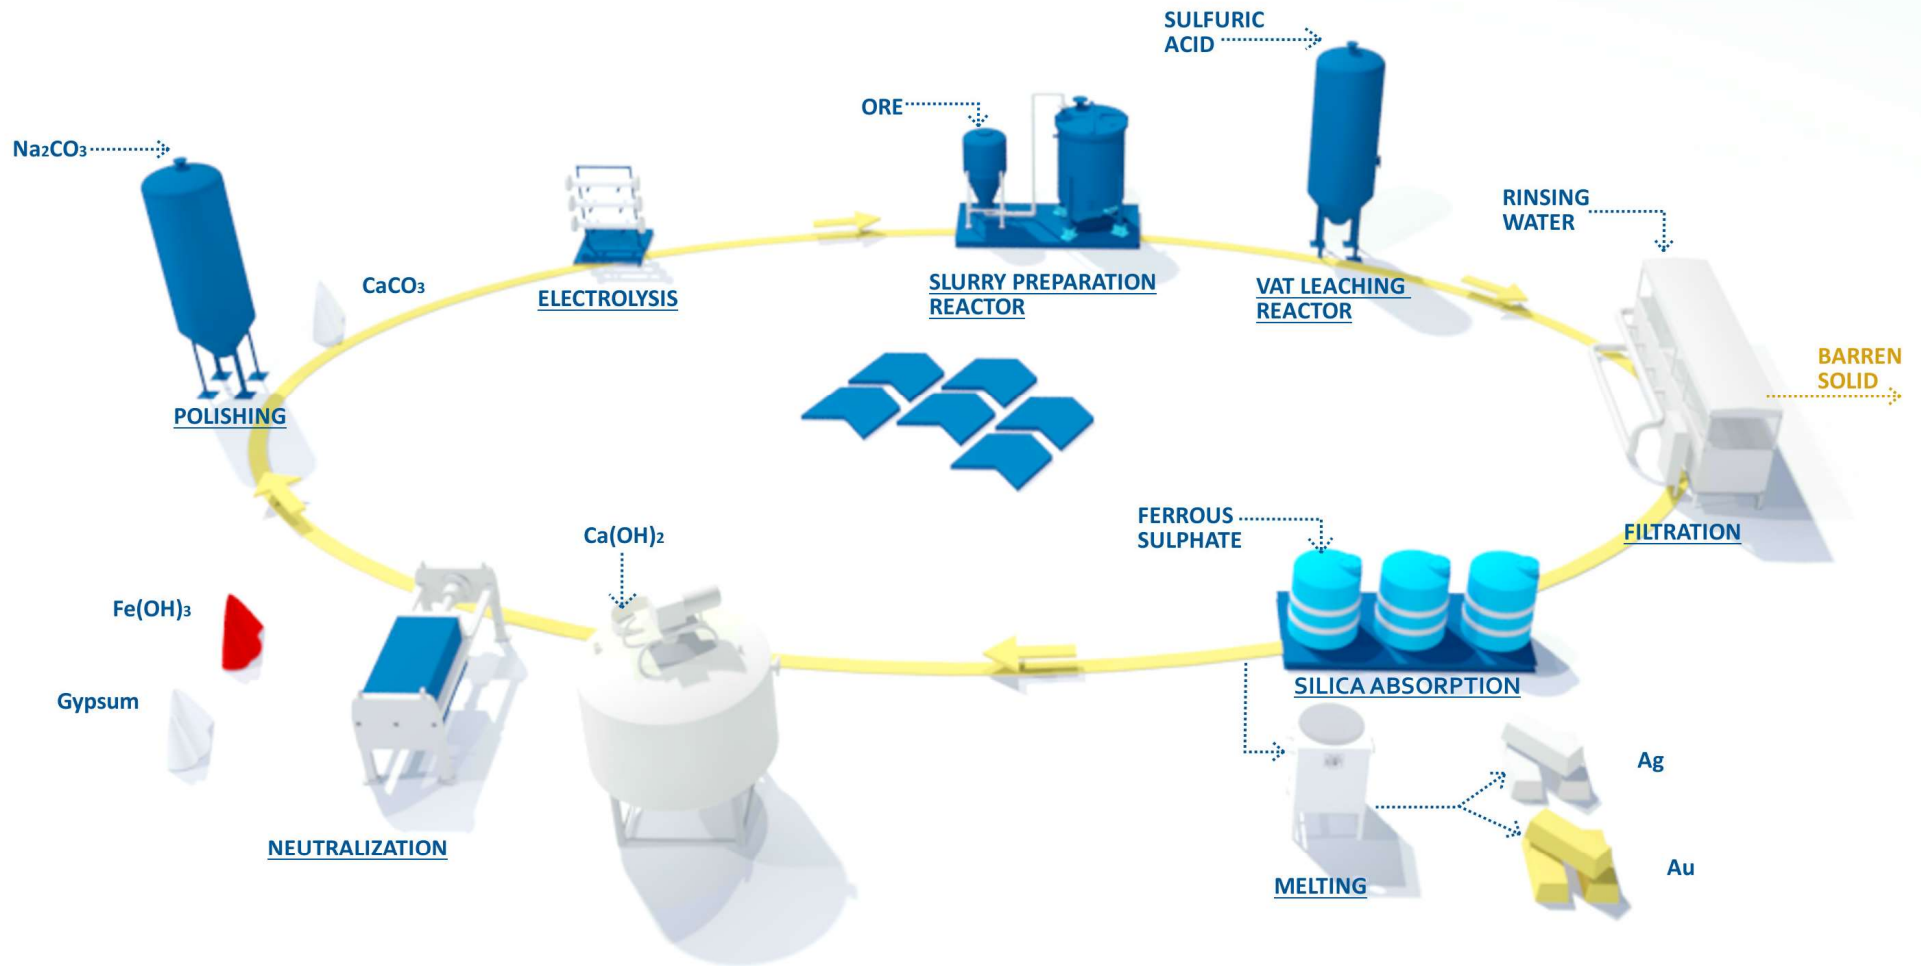 SULFURIC
ACID
ORE
Na2CO3
RINSING
WATER
CaCO3
ELECTROLYSIS
SLURRY PREPARATION
REACTOR
VAT LEACHING
REACTOR
BARREN
SOLID
POLISHING
FERROUS
SULPHATE
Ca(OH)2
FILTRATION
Fe(OH)3
Gypsum
SILICA ABSORPTION
Ag
NEUTRALIZATION
Au
MELTING